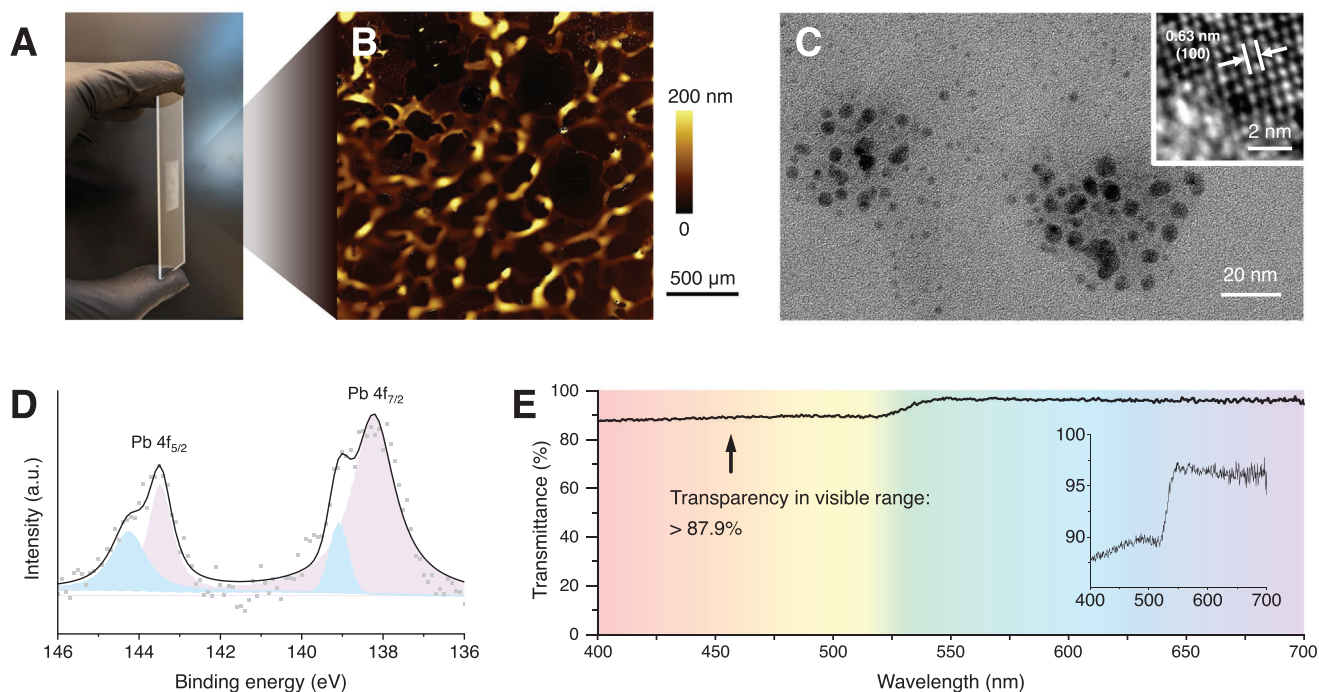 A
B
200 nm
0
500 µm
C
0.63 nm
(100)
2 nm
20 nm
D
Pb 4f5/2
Pb 4f7/2
Intensity (a.u.)
146 144 142 140 138 136
Binding energy (eV)
E
Transmittance (%)
100
80
60
40
20
0
Transparency in visible range:
> 87.9%
100
95
90
400 500 600 700
400 450 500 550 600 650 700
Wavelength (nm)